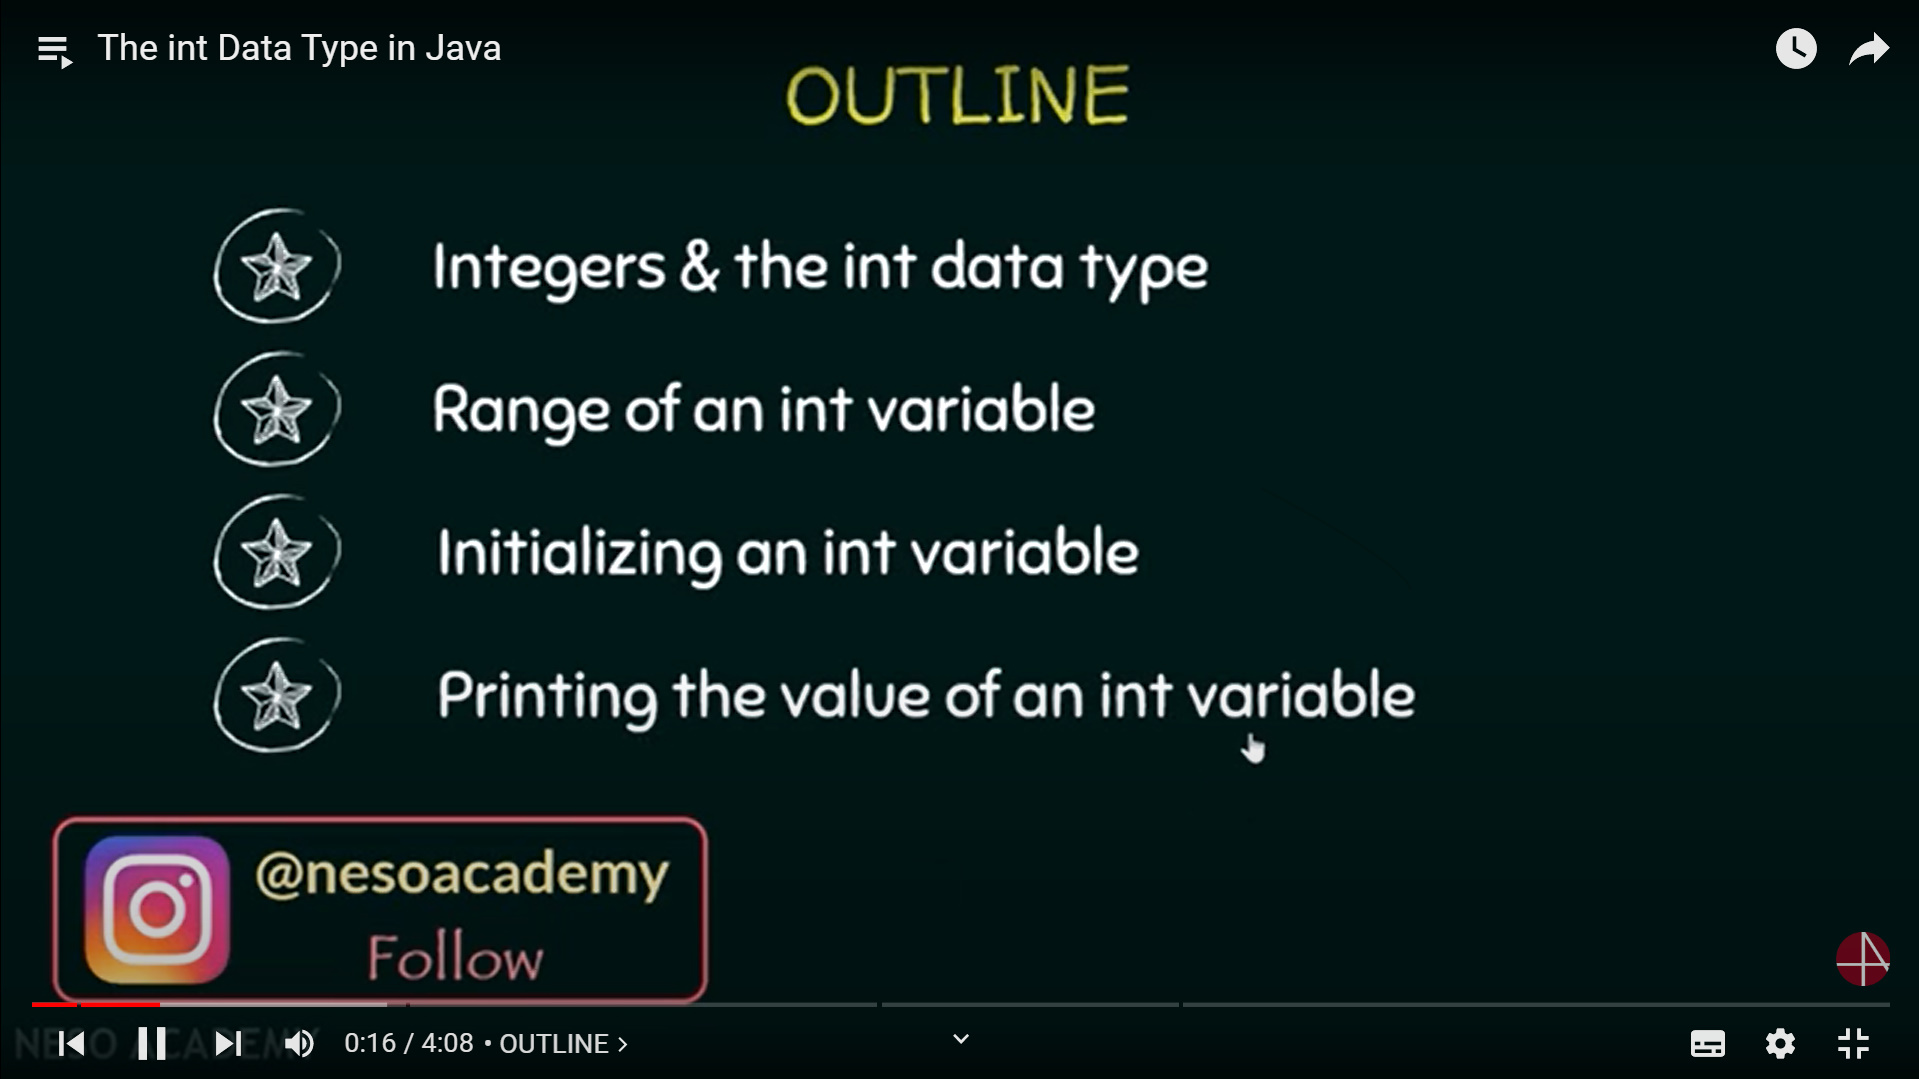 The int Data Type in Java
OUTLINE
Integers & the int data type
Range of an int variable
Initializing an int variable
Printing the value of an int variable
@nesoacademy
Follow
NESO ACADEMY
0:16 / 4:08 • OUTLINE >